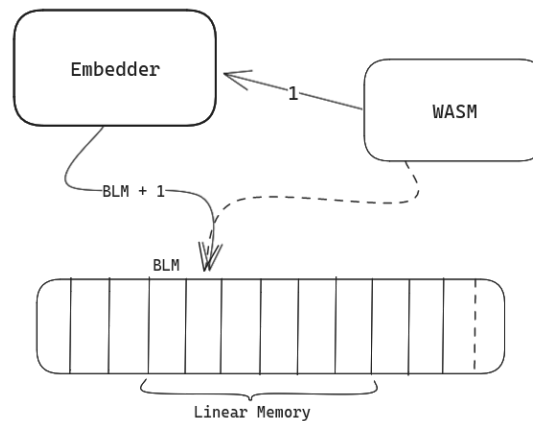 Embedder
1
WASM
BLM + 1
BLM
Linear Memory